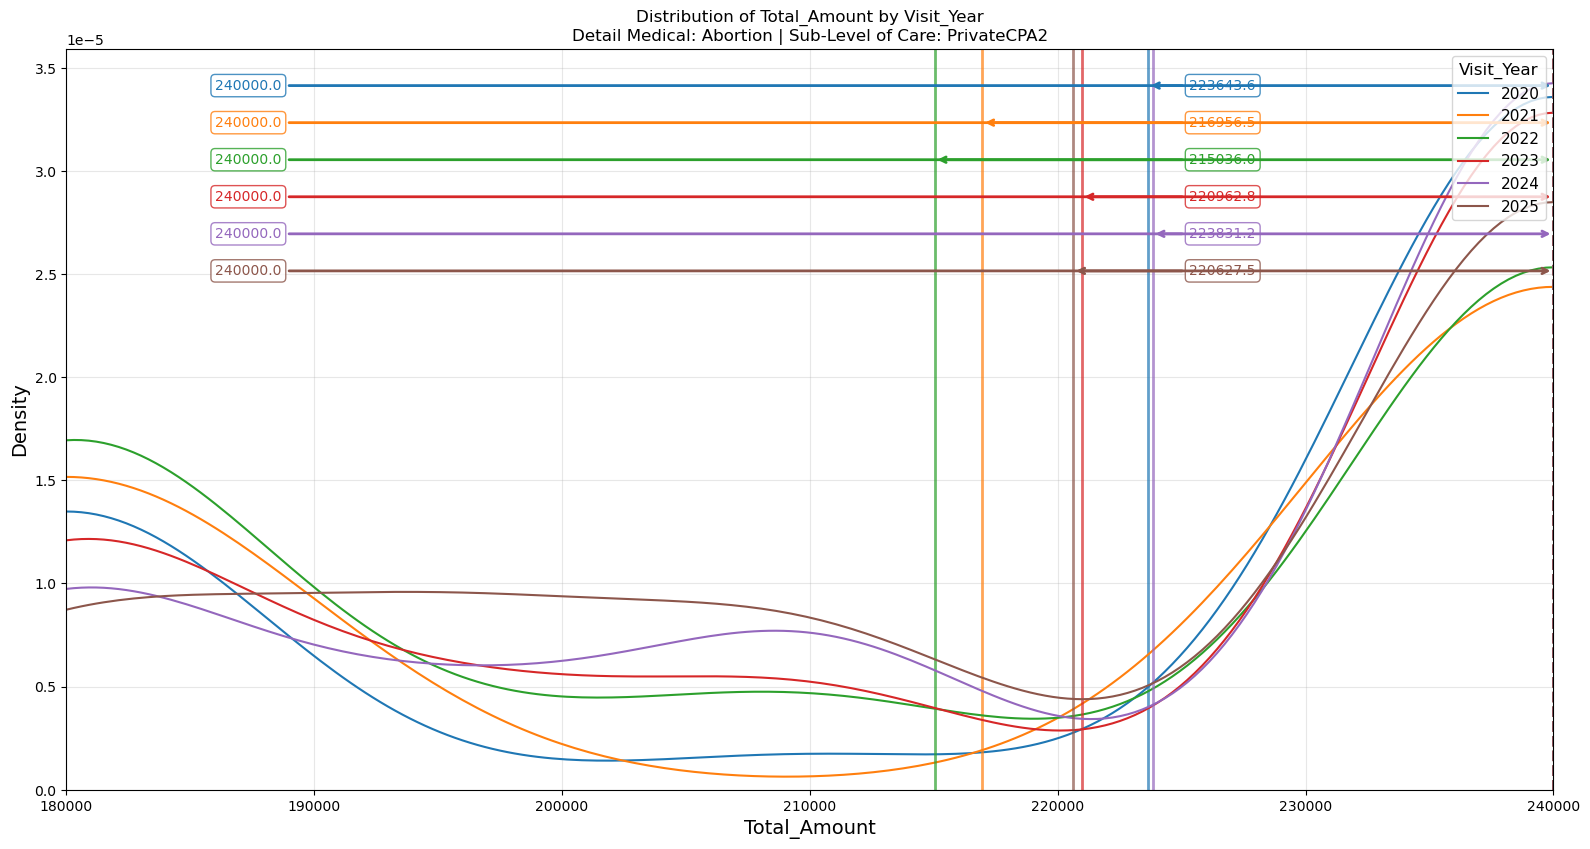 Distribution of Total_Amount by Visit_Year
Detail Medical: Abortion | Sub-Level of Care: PrivateCPA2
1e−5
3.5
3.0
2.5
2.0
1.5
1.0
0.5
0.0
Density
240000.0 223643.6
240000.0 216956.5
240000.0 215036.0
240000.0 220962.8
240000.0 223831.2
240000.0 220627.5
Visit_Year
2020
2021
2022
2023
2024
2025
180000 190000 200000 210000 220000 230000 240000
Total_Amount